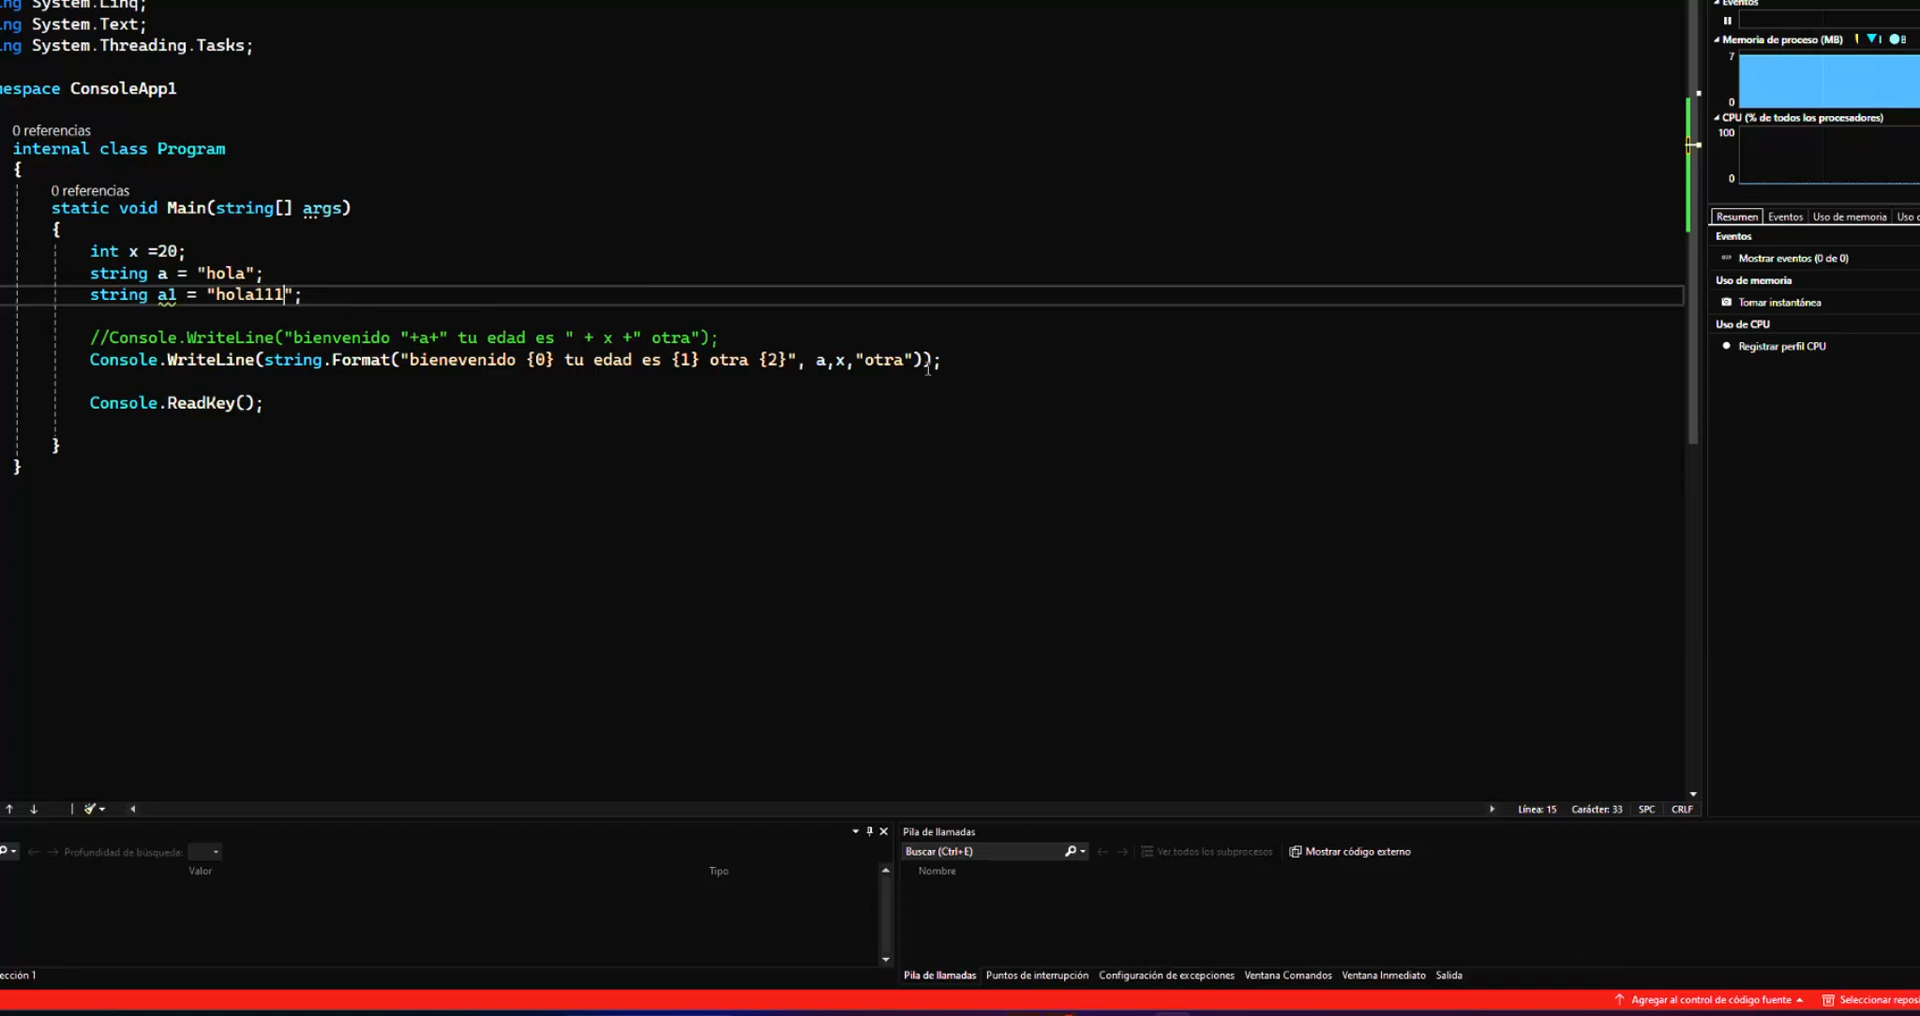 ng System.Linq;
ng System.Text;
ng System.Threading.Tasks;
mespace ConsoleApp1
0 referencias
internal class Program
{
0 referencias
static void Main(string[] args)
{
int x =20;
string a = "hola";
string a1 = "hola111";
//Console.WriteLine("bienvenido "+a+" tu edad es " + x +" otra");
Console.WriteLine(string.Format("bienevenido {0} tu edad es {1} otra {2}", a,x,"otra"));
Console.ReadKey();
}
}
Línea: 15 Carácter: 33 SPC CRLF
Eventos
Memoria de proceso (MB)
7 
0
CPU (% de todos los procesadores)
100
0
Resumen Eventos Uso de memoria Uso
Eventos
Mostrar eventos (0 de 0)
Uso de memoria
Tomar instantánea
Uso de CPU
Registrar perfil CPU
Profundidad de búsqueda:
Valor Tipo
ección 1
Pila de llamadas
Buscar (Ctrl+E) Ver todos los subprocesos Mostrar código externo
Nombre
Pila de llamadas Puntos de interrupción Configuración de excepciones Ventana Comandos Ventana Inmediato Salida
Agregar al control de código fuente Seleccionar repos